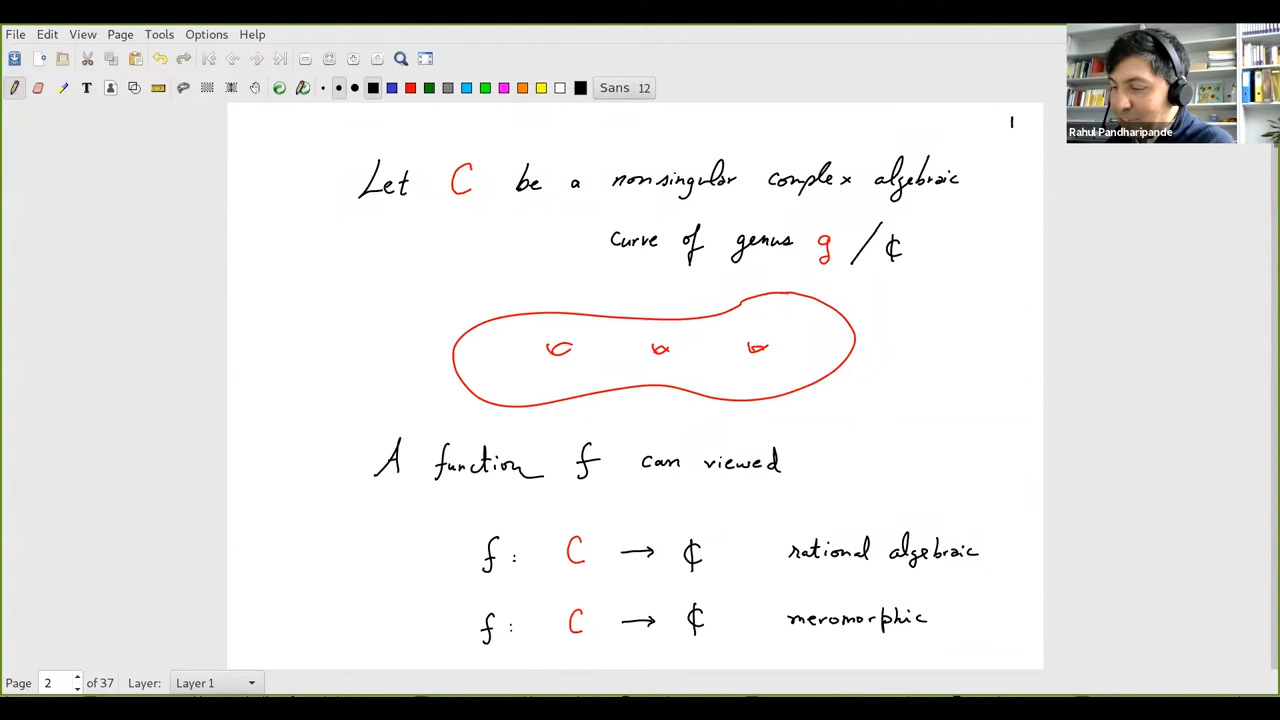 File Edit View Page Tools Options Help
Sans 12
Rahul Pandharipande
1
Let C be a nonsingular complex algebraic
curve of genus g / ℂ
A function f can viewed
f : C → ℂ rational algebraic
f : C → ℂ meromorphic
Page 2 of 37 Layer: Layer 1